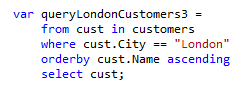 var queryLondonCustomers3 =
from cust in customers
where cust.City == "London"
orderby cust.Name ascending
select cust;